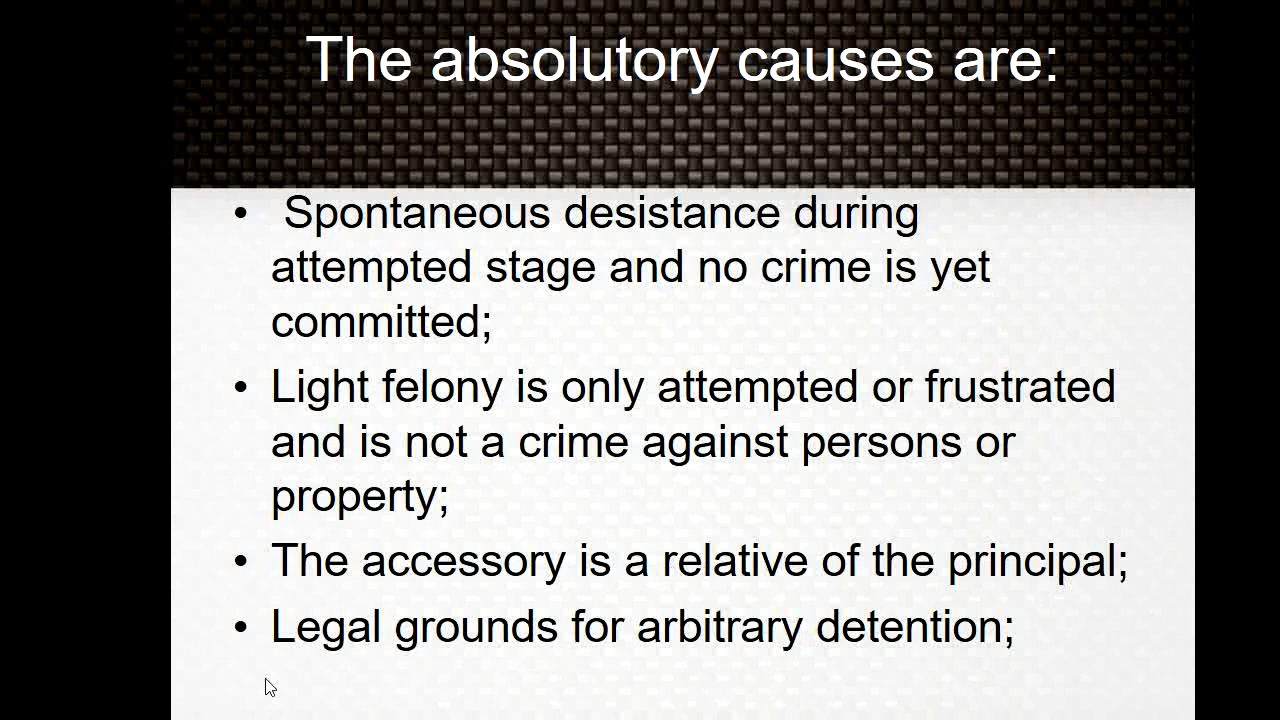 The absolutory causes are:
• Spontaneous desistance during
attempted stage and no crime is yet
committed;
• Light felony is only attempted or frustrated
and is not a crime against persons or
property;
• The accessory is a relative of the principal;
• Legal grounds for arbitrary detention;